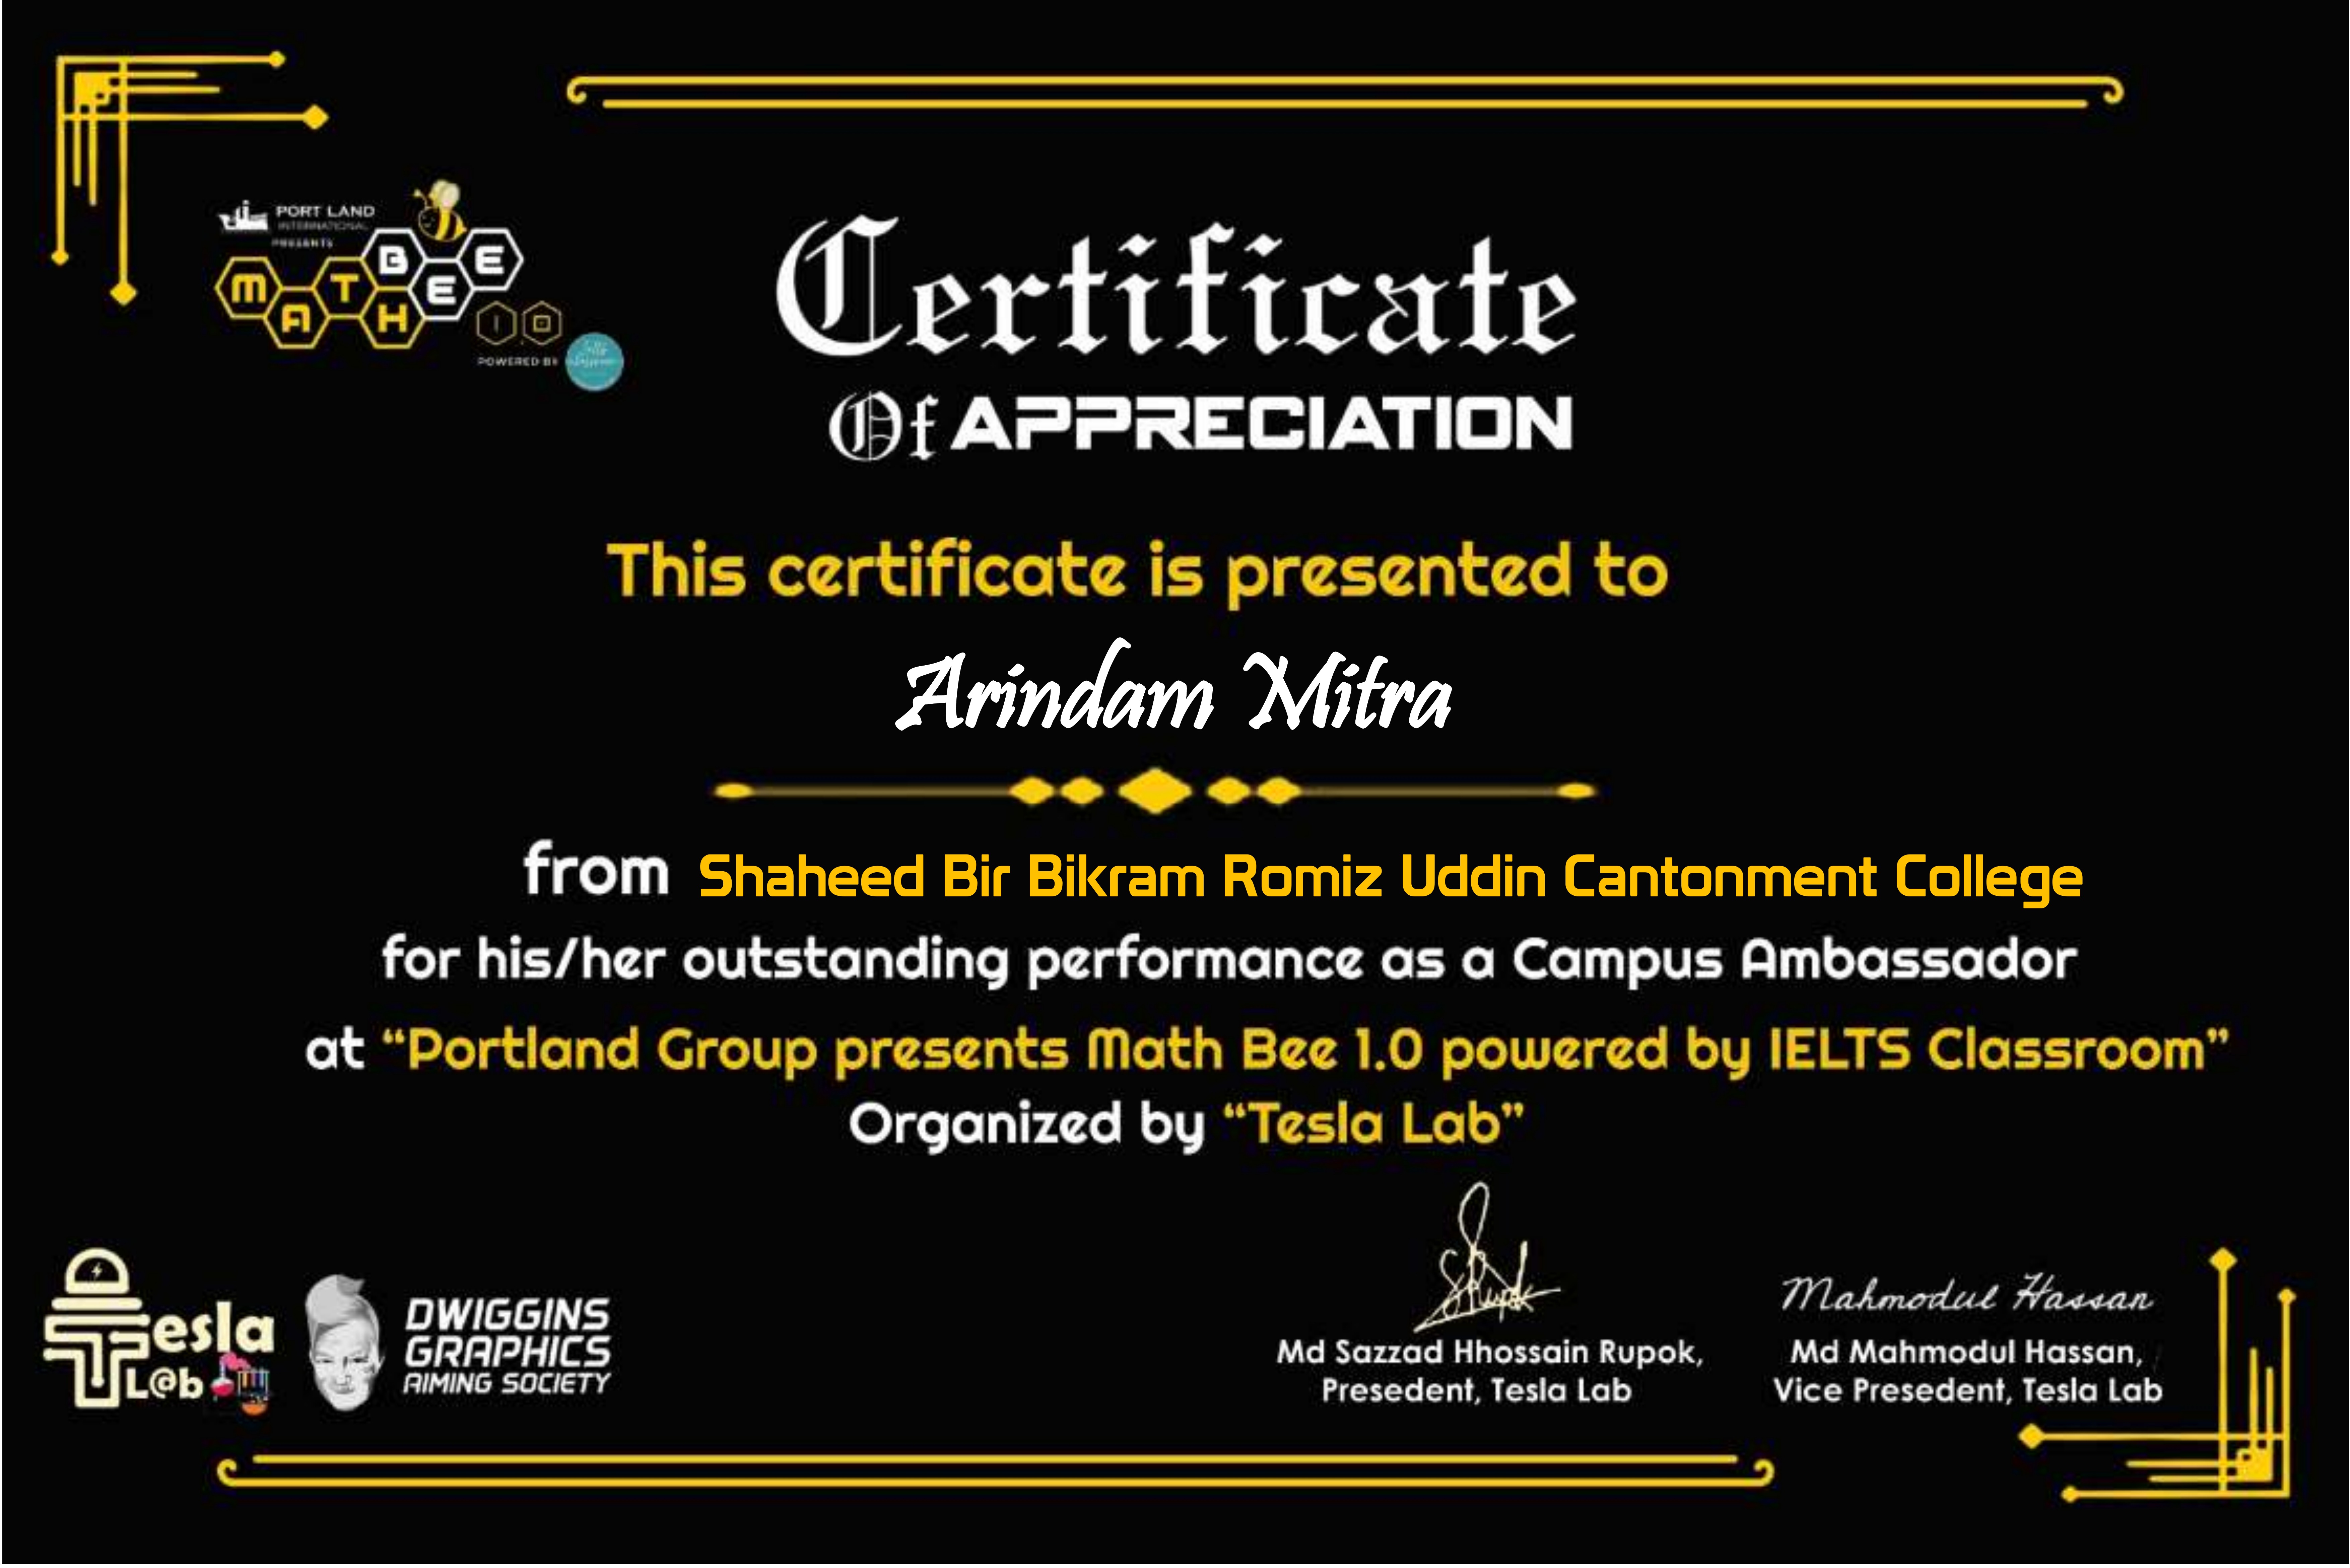 PORT LAND
INTERNATIONAL
PRESENTS
MATH BEE
1.0
POWERED BY
Certificate
Of APPRECIATION
This certificate is presented to
Arindam Mitra
from Shaheed Bir Bikram Romiz Uddin Cantonment College
for his/her outstanding performance as a Campus Ambassador
at “Portland Group presents Math Bee 1.0 powered by IELTS Classroom”
Organized by “Tesla Lab”
Tesla
L@b
DWIGGINS
GRAPHICS
AIMING SOCIETY
Mahmodul Hassan
Md Sazzad Hhossain Rupok,
Presedent, Tesla Lab
Md Mahmodul Hassan,
Vice Presedent, Tesla Lab